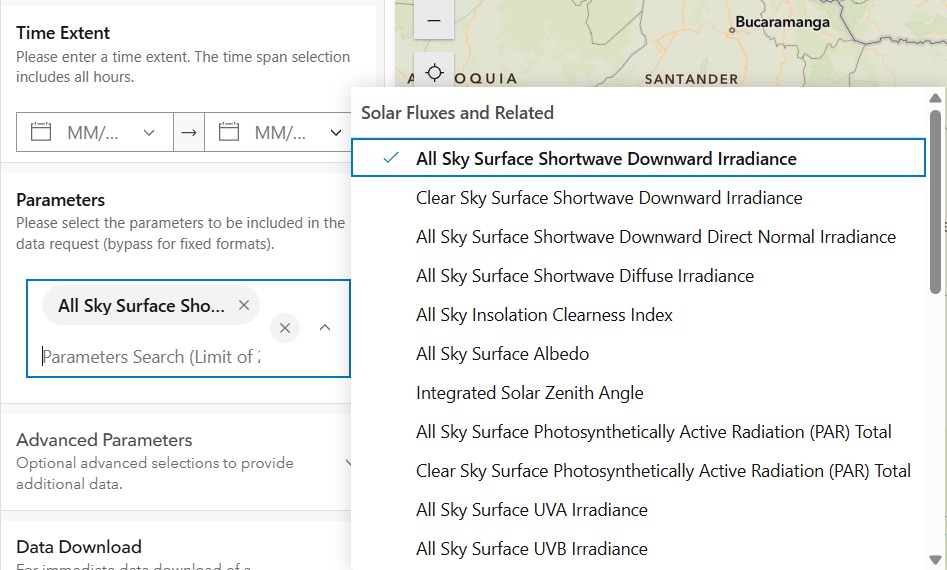 Time Extent
Please enter a time extent. The time span selection
includes all hours.
MM/...
MM/...
Parameters
Please select the parameters to be included in the
data request (bypass for fixed formats).
All Sky Surface Sho...
Parameters Search (Limit of
Advanced Parameters
Optional advanced selections to provide
additional data.
Data Download
For immediate data download of a
Bucaramanga
SANTANDER
OQUIA
Solar Fluxes and Related
All Sky Surface Shortwave Downward Irradiance
Clear Sky Surface Shortwave Downward Irradiance
All Sky Surface Shortwave Downward Direct Normal Irradiance
All Sky Surface Shortwave Diffuse Irradiance
All Sky Insolation Clearness Index
All Sky Surface Albedo
Integrated Solar Zenith Angle
All Sky Surface Photosynthetically Active Radiation (PAR) Total
Clear Sky Surface Photosynthetically Active Radiation (PAR) Total
All Sky Surface UVA Irradiance
All Sky Surface UVB Irradiance